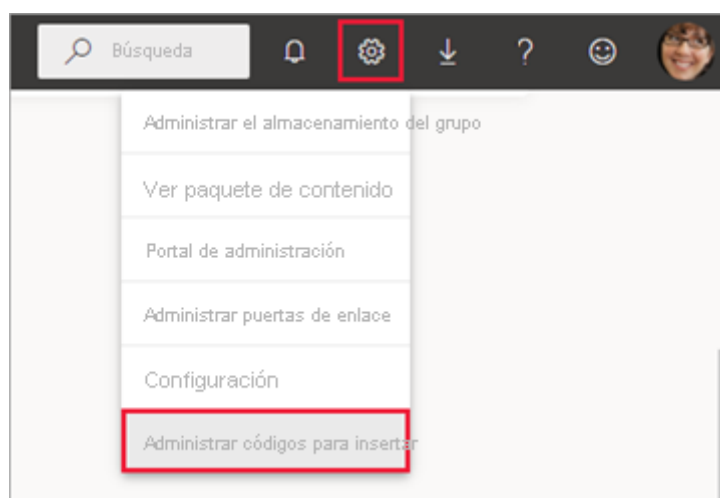 Búsqueda
?
Administrar el almacenamiento del grupo
Ver paquete de contenido
Portal de administración
Administrar puertas de enlace
Configuración
Administrar códigos para insertar